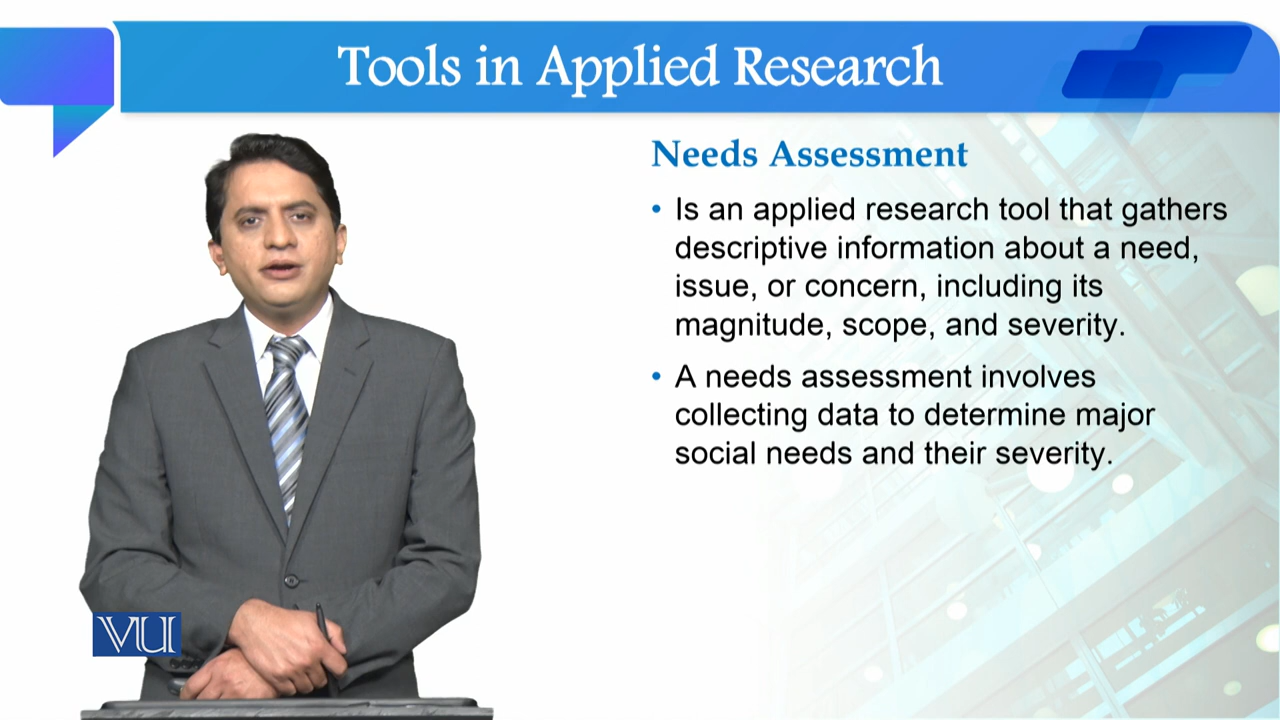 Tools in Applied Research
Needs Assessment
• Is an applied research tool that gathers
descriptive information about a need,
issue, or concern, including its
magnitude, scope, and severity.
• A needs assessment involves
collecting data to determine major
social needs and their severity.
VU